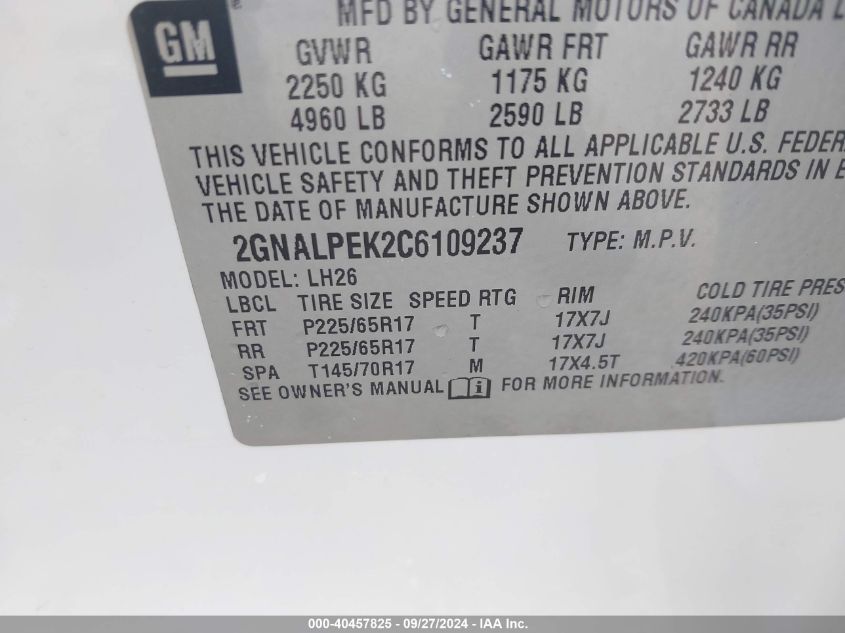 MFD BY GENERAL MOTORS OF CANADA L
GM
GVWR GAWR FRT GAWR RR
2250 KG 1175 KG 1240 KG
4960 LB 2590 LB 2733 LB
THIS VEHICLE CONFORMS TO ALL APPLICABLE U.S. FEDER
VEHICLE SAFETY AND THEFT PREVENTION STANDARDS IN E
THE DATE OF MANUFACTURE SHOWN ABOVE.
2GNALPEK2C6109237 TYPE: M.P.V.
MODEL: LH26
LBCL TIRE SIZE SPEED RTG RIM COLD TIRE PRES
FRT P225/65R17 T 17X7J 240KPA(35PSI)
RR P225/65R17 T 17X7J 240KPA(35PSI)
SPA T145/70R17 M 17X4.5T 420KPA(60PSI)
SEE OWNER'S MANUAL FOR MORE INFORMATION.
000-40457825 - 09/27/2024 - IAAI.com